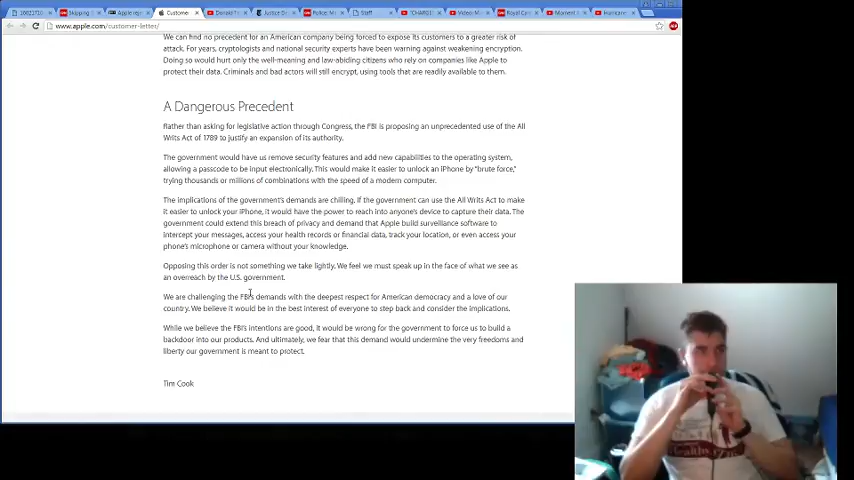 16021710
Skipping
Apple rep
Customer
Donald T
Justice D
Police: M
Staff
"CHARGE
Video: M
Royal Car
Moment
Hurricane
www.apple.com/customer-letter/
We can find no precedent for an American company being forced to expose its customers to a greater risk of
attack. For years, cryptologists and national security experts have been warning against weakening encryption.
Doing so would hurt only the well-meaning and law-abiding citizens who rely on companies like Apple to
protect their data. Criminals and bad actors will still encrypt, using tools that are readily available to them.
A Dangerous Precedent
Rather than asking for legislative action through Congress, the FBI is proposing an unprecedented use of the All
Writs Act of 1789 to justify an expansion of its authority.
The government would have us remove security features and add new capabilities to the operating system,
allowing a passcode to be input electronically. This would make it easier to unlock an iPhone by "brute force,"
trying thousands or millions of combinations with the speed of a modern computer.
The implications of the government's demands are chilling. If the government can use the All Writs Act to make
it easier to unlock your iPhone, it would have the power to reach into anyone's device to capture their data. The
government could extend this breach of privacy and demand that Apple build surveillance software to
intercept your messages, access your health records or financial data, track your location, or even access your
phone's microphone or camera without your knowledge.
Opposing this order is not something we take lightly. We feel we must speak up in the face of what we see as
an overreach by the U.S. government.
We are challenging the FBI's demands with the deepest respect for American democracy and a love of our
country. We believe it would be in the best interest of everyone to step back and consider the implications.
While we believe the FBI's intentions are good, it would be wrong for the government to force us to build a
backdoor into our products. And ultimately, we fear that this demand would undermine the very freedoms and
liberty our government is meant to protect.
Tim Cook